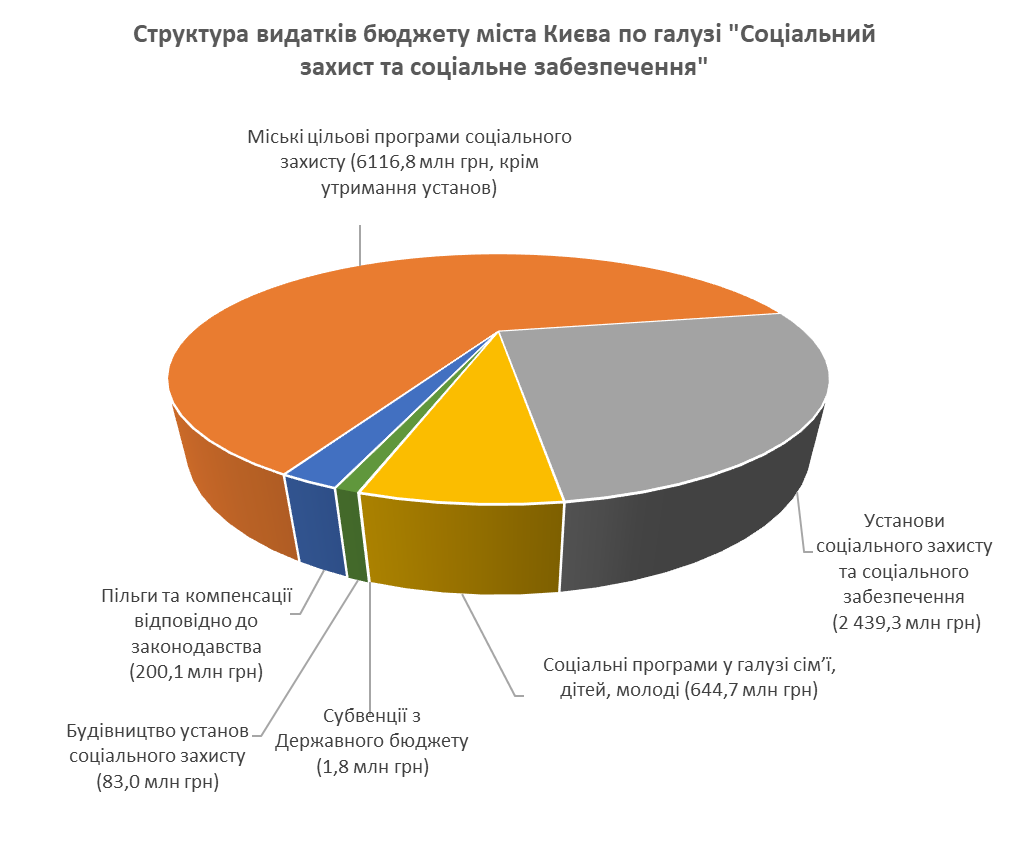 Структура видатків бюджету міста Києва по галузі "Соціальний
захист та соціальне забезпечення"
Міські цільові програми соціального
захисту (6116,8 млн грн, крім
утримання установ)
Установи
соціального захисту
та соціального
забезпечення
(2 439,3 млн грн)
Соціальні програми у галузі сім’ї,
дітей, молоді (644,7 млн грн)
Субвенції з
Державного бюджету
(1,8 млн грн)
Будівництво установ
соціального захисту
(83,0 млн грн)
Пільги та компенсації
відповідно до
законодавства
(200,1 млн грн)